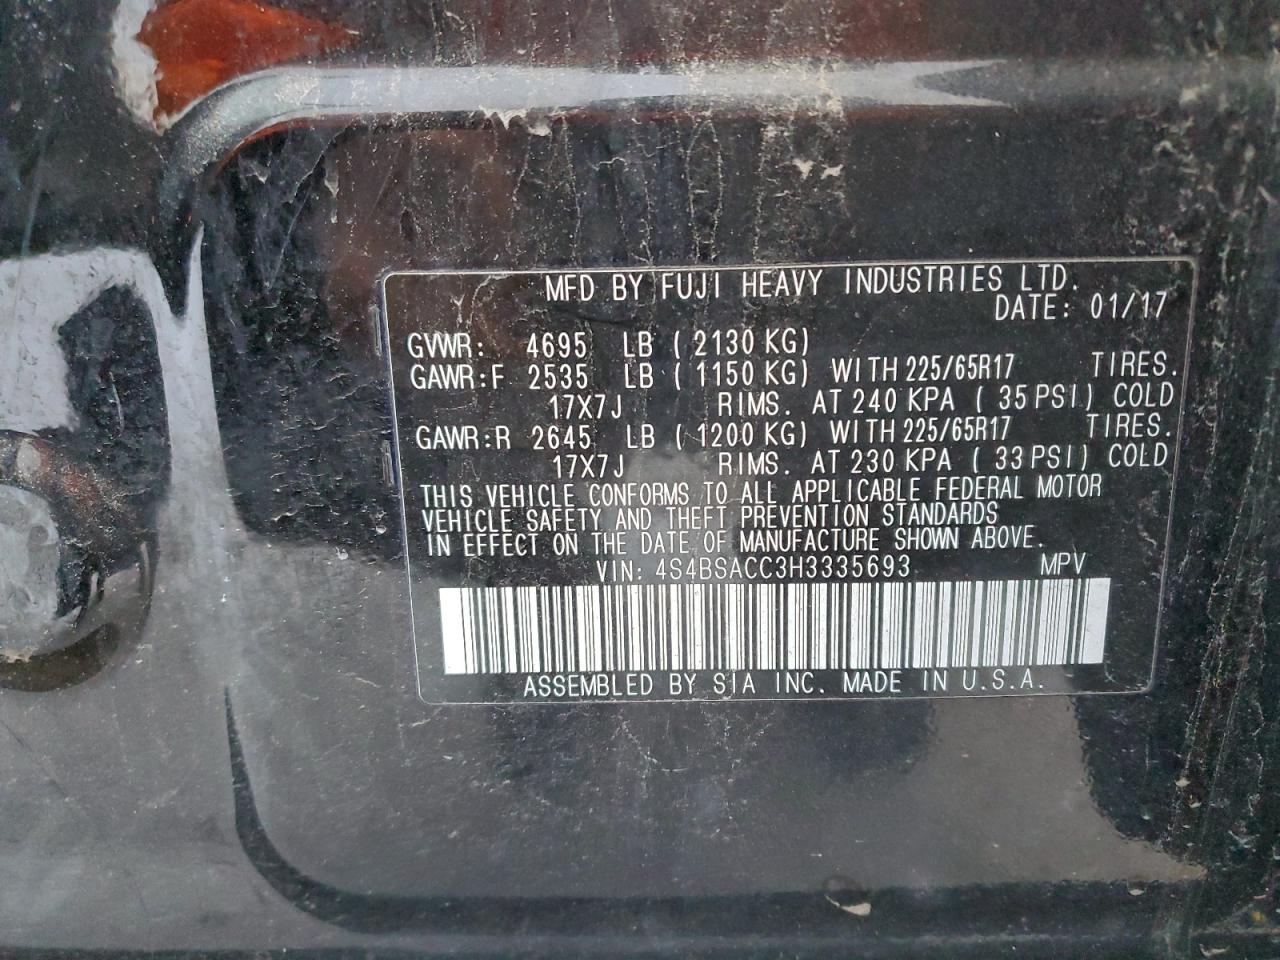 MFD BY FUJI HEAVY INDUSTRIES LTD.
DATE: 01/17
GVWR: 4695 LB ( 2130 KG)
GAWR:F 2535 LB ( 1150 KG) WITH 225/65R17 TIRES.
17X7J RIMS. AT 240 KPA ( 35 PSI) COLD
GAWR:R 2645 LB ( 1200 KG) WITH 225/65R17 TIRES.
17X7J RIMS. AT 230 KPA ( 33 PSI) COLD
THIS VEHICLE CONFORMS TO ALL APPLICABLE FEDERAL MOTOR
VEHICLE SAFETY AND THEFT PREVENTION STANDARDS
IN EFFECT ON THE DATE OF MANUFACTURE SHOWN ABOVE.
VIN: 4S4BSACC3H3335693 MPV
ASSEMBLED BY SIA INC. MADE IN U.S.A.